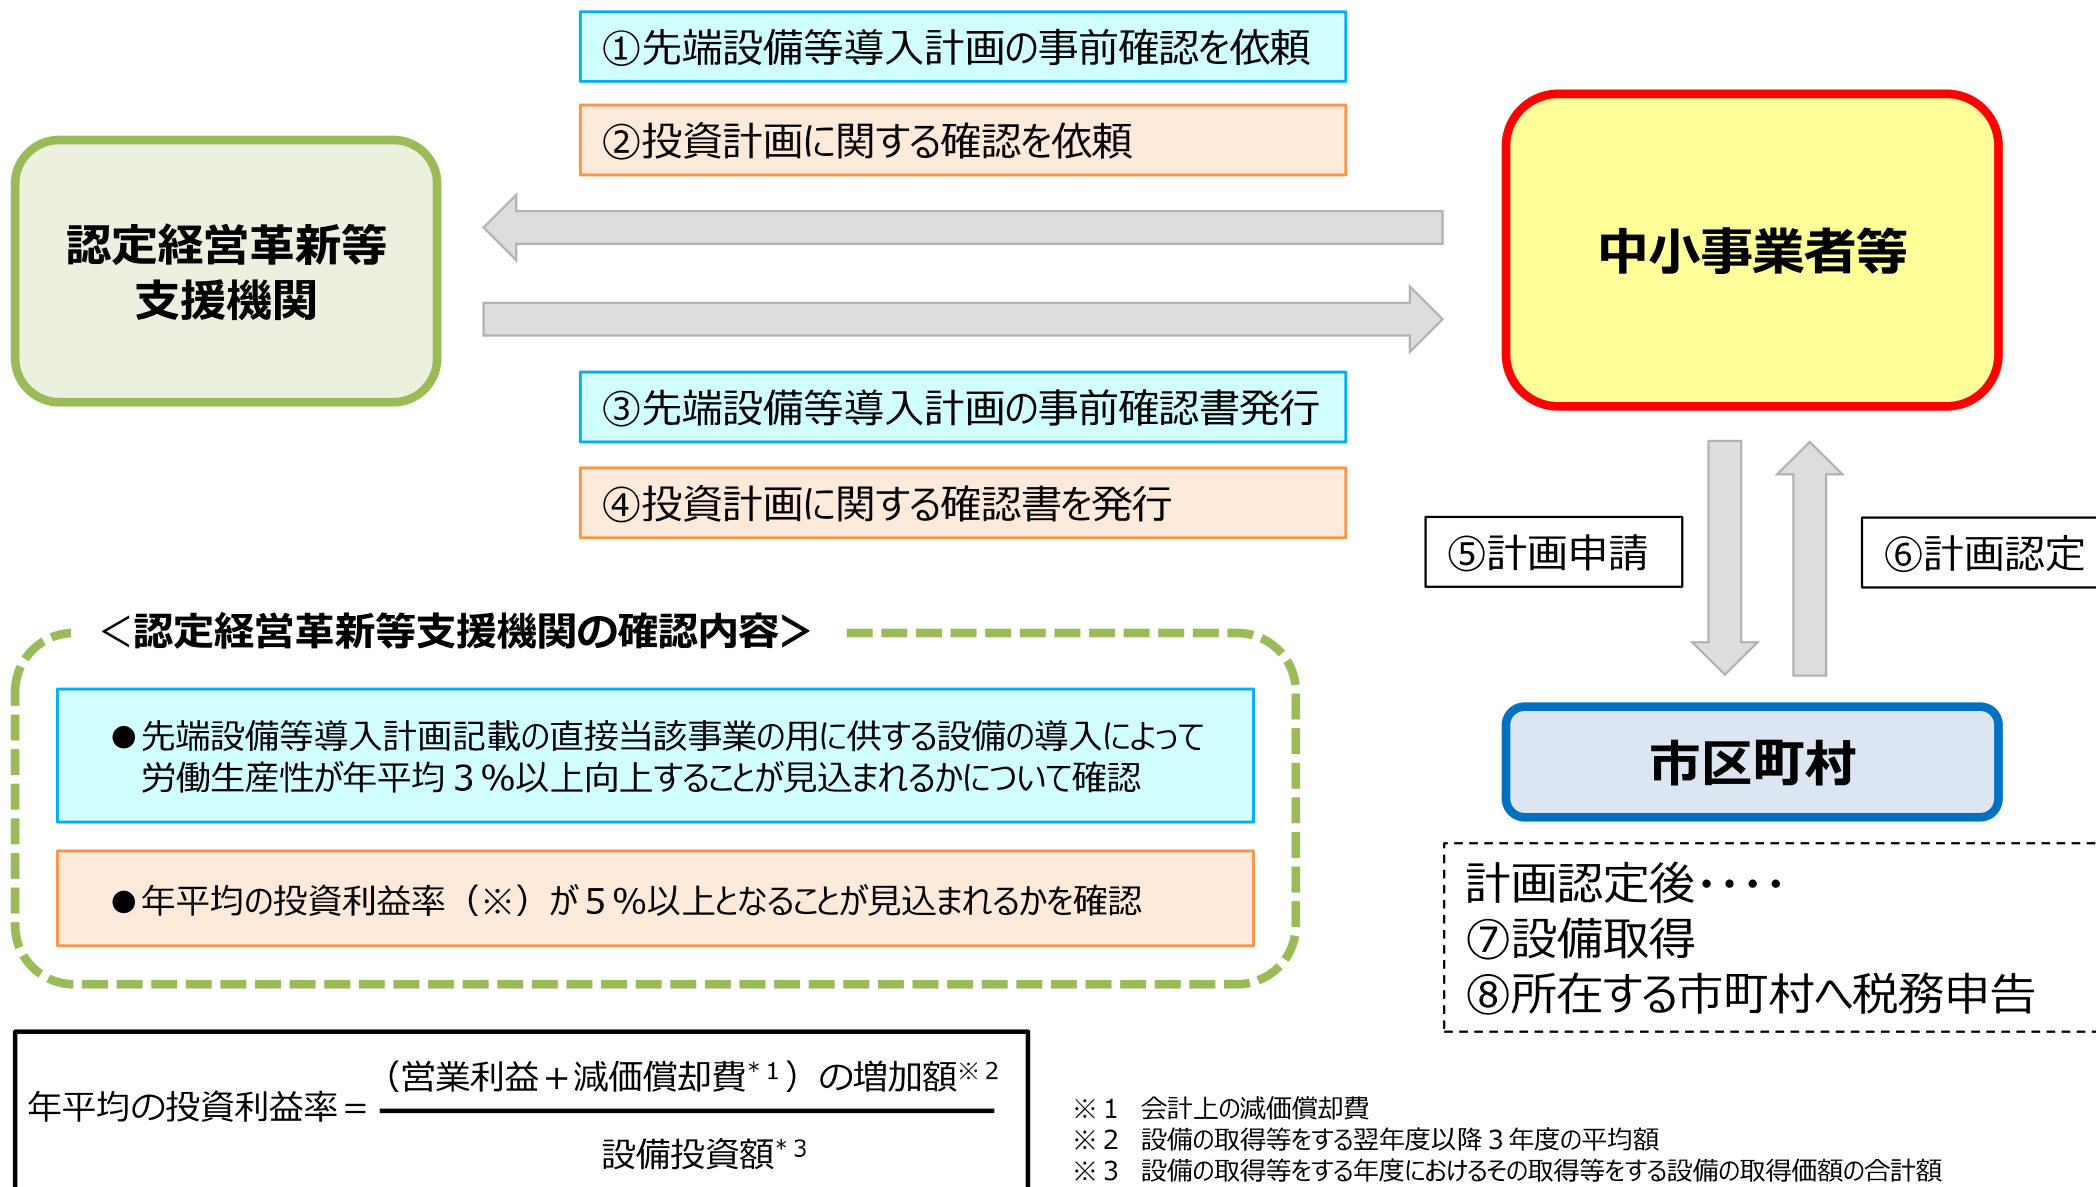 ①先端設備等導入計画の事前確認を依頼
②投資計画に関する確認を依頼
認定経営革新等
支援機関
中小事業者等
③先端設備等導入計画の事前確認書発行
④投資計画に関する確認書を発行
⑤計画申請
⑥計画認定
<認定経営革新等支援機関の確認内容>
●先端設備等導入計画記載の直接当該事業の用に供する設備の導入によって
労働生産性が年平均3%以上向上することが見込まれるかについて確認
●年平均の投資利益率（※）が5%以上となることが見込まれるかを確認
市区町村
計画認定後・・・・
⑦設備取得
⑧所在する市町村へ税務申告
年平均の投資利益率＝
（営業利益＋減価償却費*1）の増加額※2
設備投資額*3
※1 会計上の減価償却費
※2 設備の取得等をする翌年度以降3年度の平均額
※3 設備の取得等をする年度におけるその取得等をする設備の取得価額の合計額